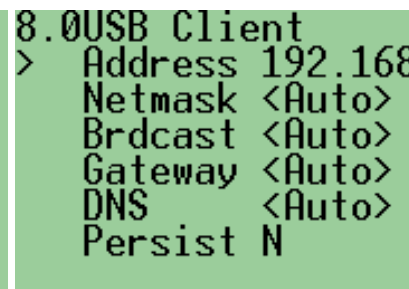 8.0USB Client
> Address 192.168
Netmask <Auto>
Brdcast <Auto>
Gateway <Auto>
DNS <Auto>
Persist N